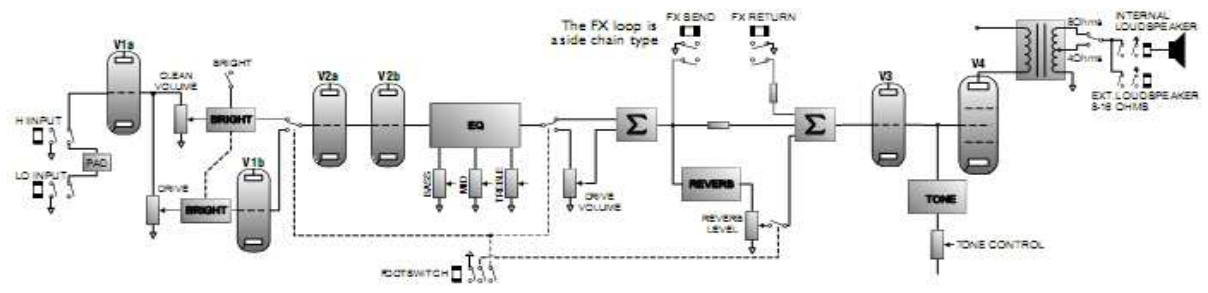 The FX loop is
a side chain type
FX SEND
FX RETURN
8Ohms
4Ohms
INTERNAL
LOUDSPEAKER
EXT. LOUDSPEAKER
8-16 OHMS
V1a
CLEAN
VOLUME
BRIGHT
BRIGHT
V2a
V2b
EQ
BASS
MID
TREBLE
Σ
Σ
V3
V4
HI INPUT
LO INPUT
PAD
DRIVE
BRIGHT
V1b
DRIVE
VOLUME
REVERB
REVERB
LEVEL
TONE
TONE CONTROL
FOOTSWITCH